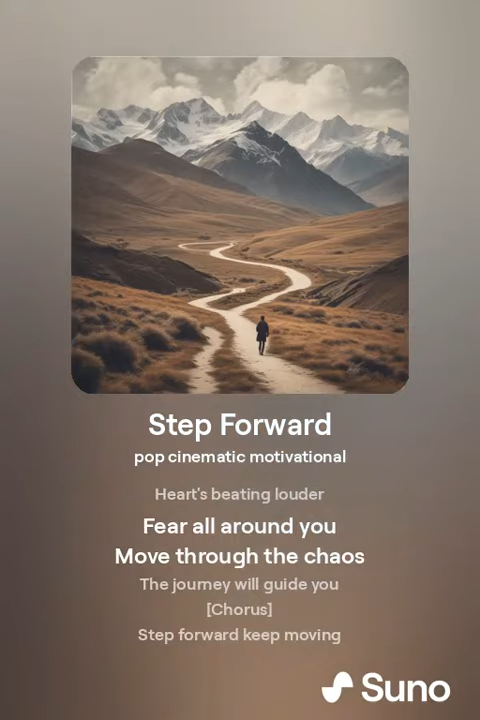 Step Forward
pop cinematic motivational
Heart's beating louder
Fear all around you
Move through the chaos
The journey will guide you
[Chorus]
Step forward keep moving
Suno